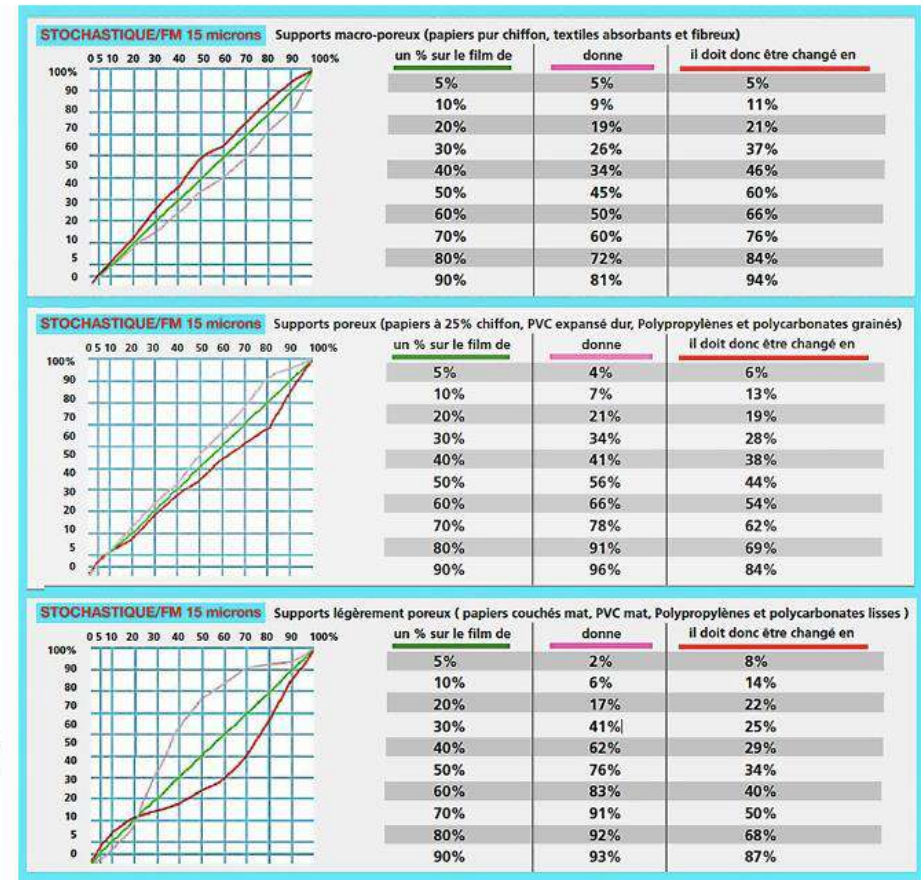 STOCHASTIQUE/FM 15 microns Supports macro-poreux (papiers pur chiffon, textiles absorbants et fibreux)
0 5 10 20 30 40 50 60 70 80 90 100% un % sur le film de donne il doit donc être changé en
100%
90
80
70
60
50
40
30
20
10
5
0
5% 5% 5%
10% 9% 11%
20% 19% 21%
30% 26% 37%
40% 34% 46%
50% 45% 60%
60% 50% 66%
70% 60% 76%
80% 72% 84%
90% 81% 94%
STOCHASTIQUE/FM 15 microns Supports poreux (papiers à 25% chiffon, PVC expansé dur, Polypropylènes et polycarbonates grainés)
0 5 10 20 30 40 50 60 70 80 90 100% un % sur le film de donne il doit donc être changé en
100%
90
80
70
60
50
40
30
20
10
5
0
5% 4% 6%
10% 7% 13%
20% 21% 19%
30% 34% 28%
40% 41% 38%
50% 56% 44%
60% 66% 54%
70% 78% 62%
80% 91% 69%
90% 96% 84%
STOCHASTIQUE/FM 15 microns Supports légèrement poreux ( papiers couchés mat, PVC mat, Polypropylènes et polycarbonates lisses )
0 5 10 20 30 40 50 60 70 80 90 100% un % sur le film de donne il doit donc être changé en
100%
90
80
70
60
50
40
30
20
10
5
0
5% 2% 8%
10% 6% 14%
20% 17% 22%
30% 41% 25%
40% 62% 29%
50% 76% 34%
60% 83% 40%
70% 91% 50%
80% 92% 68%
90% 93% 87%